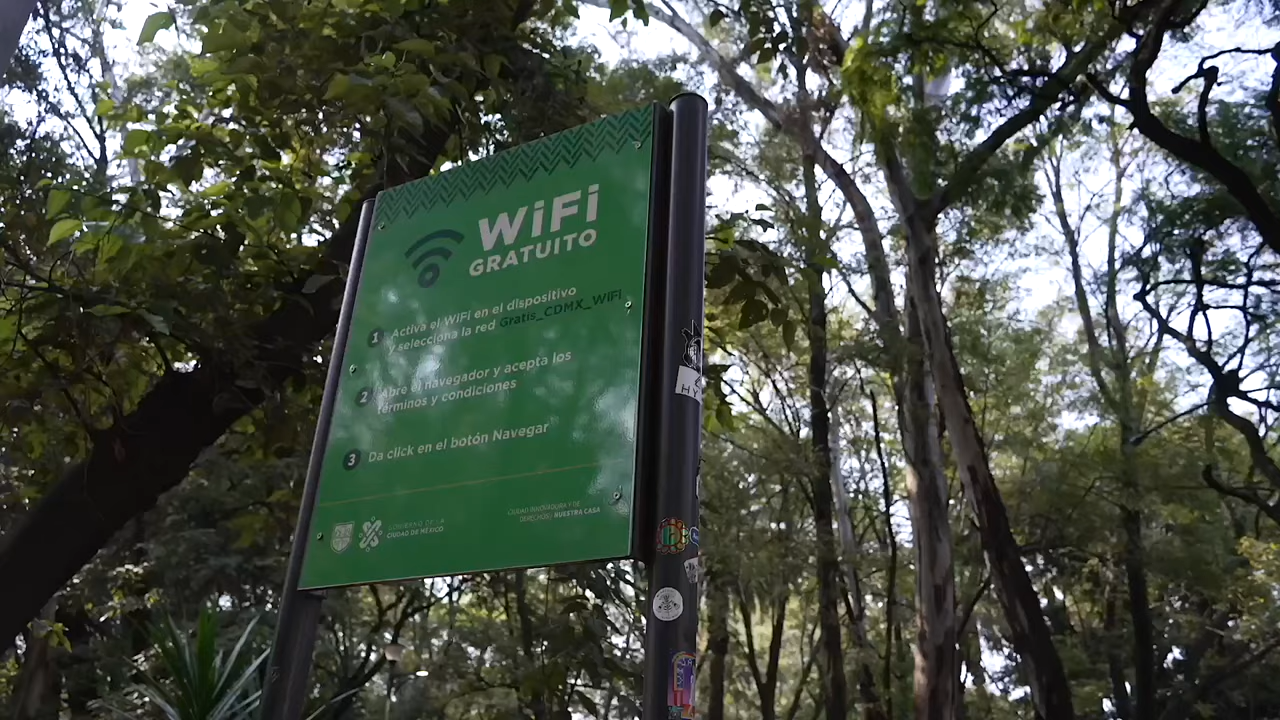 WiFi
GRATUITO
1 Activa el WiFi en el dispositivo
y selecciona la red Gratis_CDMX_WiFi
2 Abre el navegador y acepta los
términos y condiciones
3 Da click en el botón Navegar
GOBIERNO DE LA
CIUDAD DE MÉXICO
CIUDAD INNOVADORA Y DE
DERECHOS NUESTRA CASA
HY